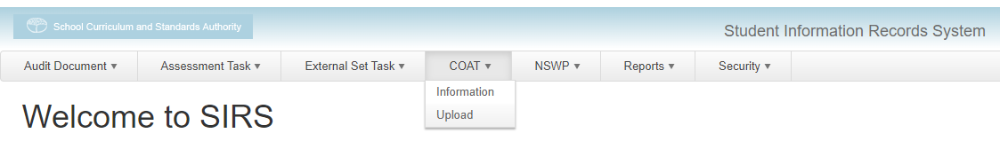 School Curriculum and Standards Authority
Student Information Records System
Audit Document Assessment Task External Set Task COAT NSWP Reports Security
Information
Upload
Welcome to SIRS